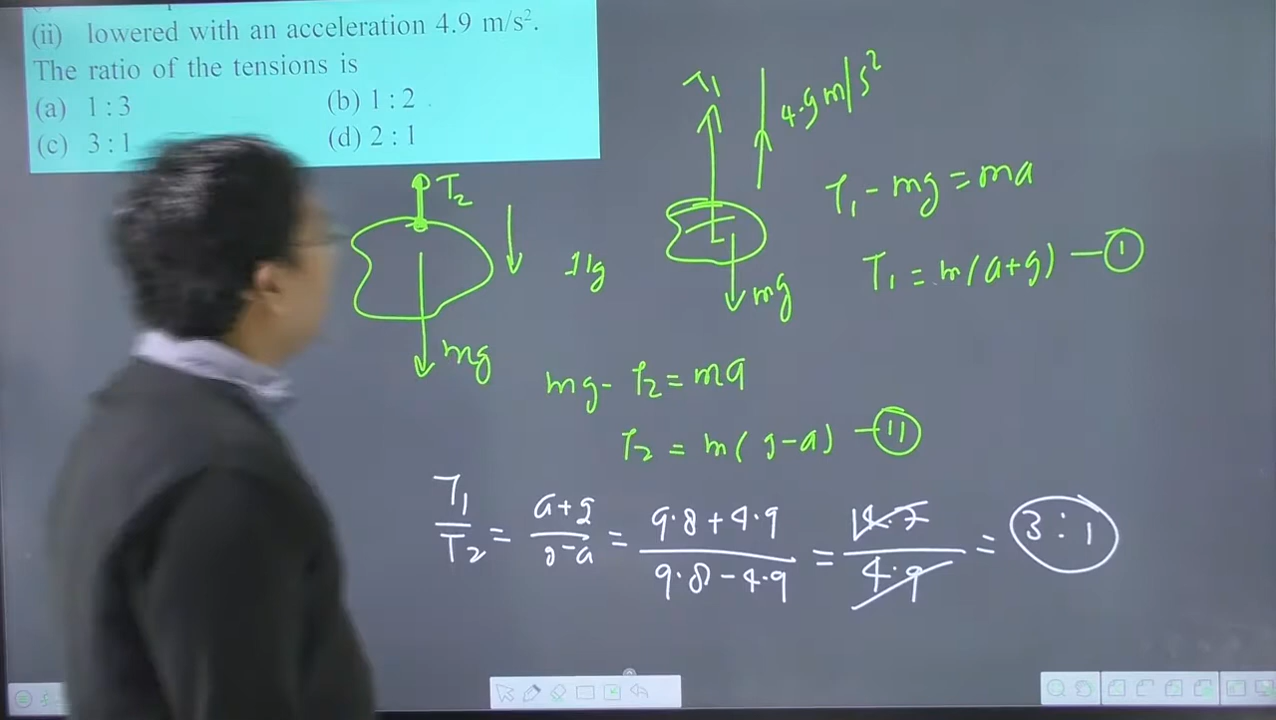 (ii) lowered with an acceleration 4.9 m/s².
The ratio of the tensions is
(a) 1 : 3 (b) 1 : 2
(c) 3 : 1 (d) 2 : 1
T₂
mg
T₁
4.9 m/s²
mg
T₁ - mg = ma
T₁ = m(a+g) — I
mg - T₂ = ma
T₂ = m(g-a) — II
T₁/T₂ = a+g/g-a = 9.8+4.9/9.8-4.9 = 14.7/4.9 = 3:1